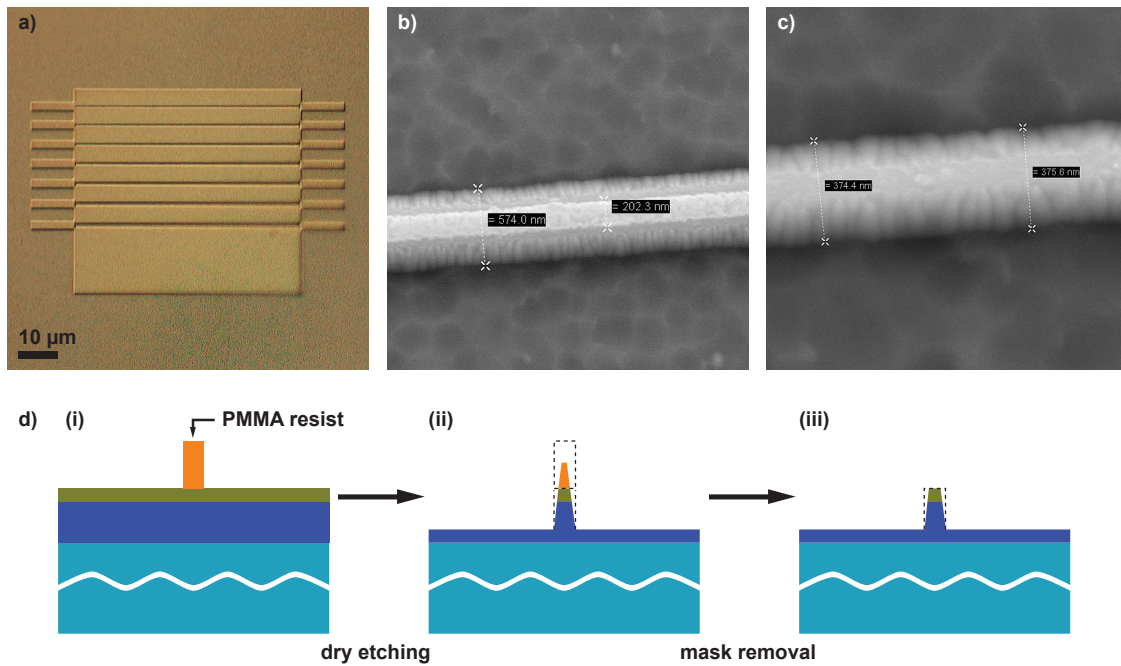 a)
10 µm
b)
= 574.0 nm
= 202.3 nm
c)
= 374.4 nm
= 375.6 nm
d)
(i)
PMMA resist
(ii)
(iii)
dry etching
mask removal